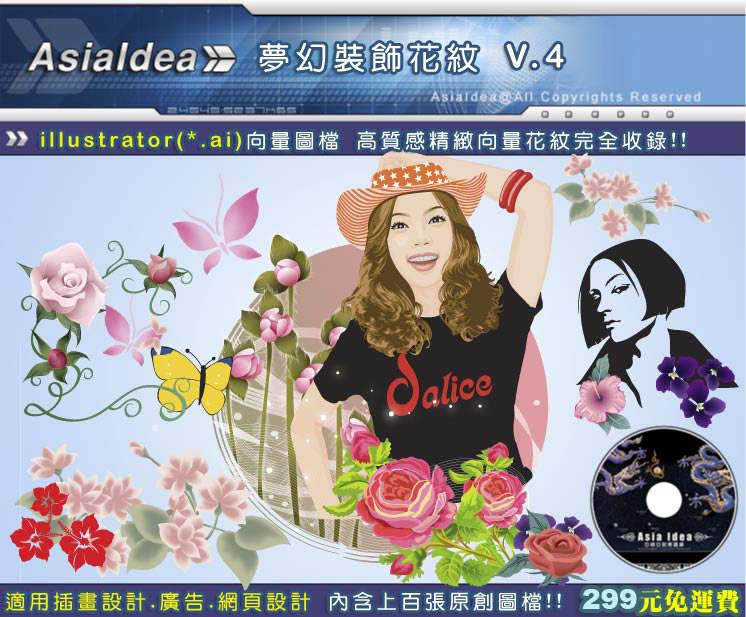 AsiaIdea 夢幻裝飾花紋 V.4
AsiaIdea@All Copyrights Reserved
illustrator(*.ai)向量圖檔 高質感精緻向量花紋完全收錄!!
dalice
Asia Idea
適用插畫設計.廣告.網頁設計 內含上百張原創圖檔!! 299元免運費